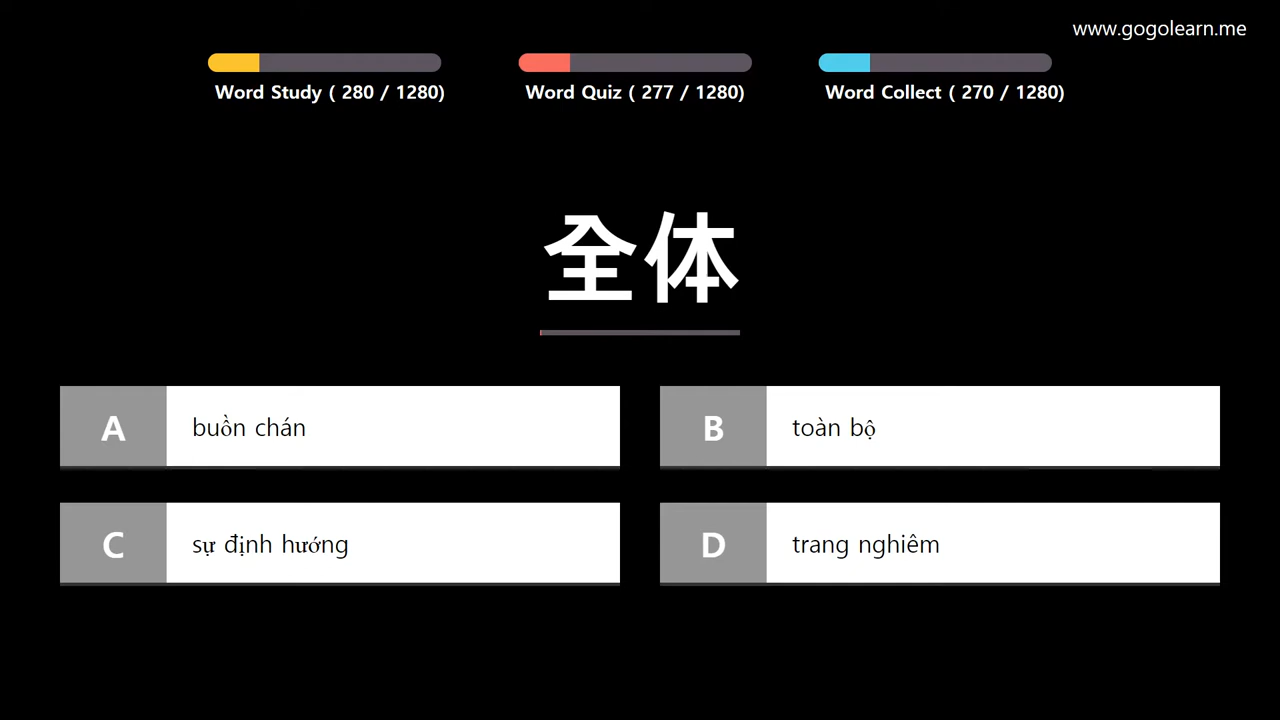 www.gogolearn.me
Word Study ( 280 / 1280)
Word Quiz ( 277 / 1280)
Word Collect ( 270 / 1280)
全体
A buồn chán
B toàn bộ
C sự định hướng
D trang nghiêm